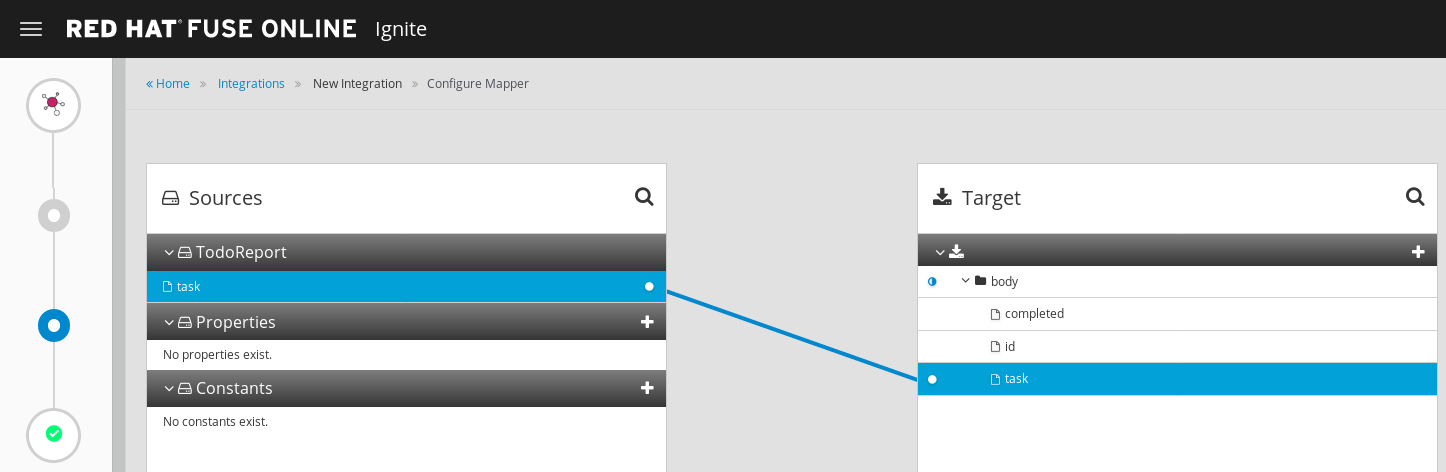 RED HAT® FUSE ONLINE Ignite
« Home » Integrations » New Integration » Configure Mapper
Sources
TodoReport
task
Properties
No properties exist.
Constants
No constants exist.
Target
body
completed
id
task